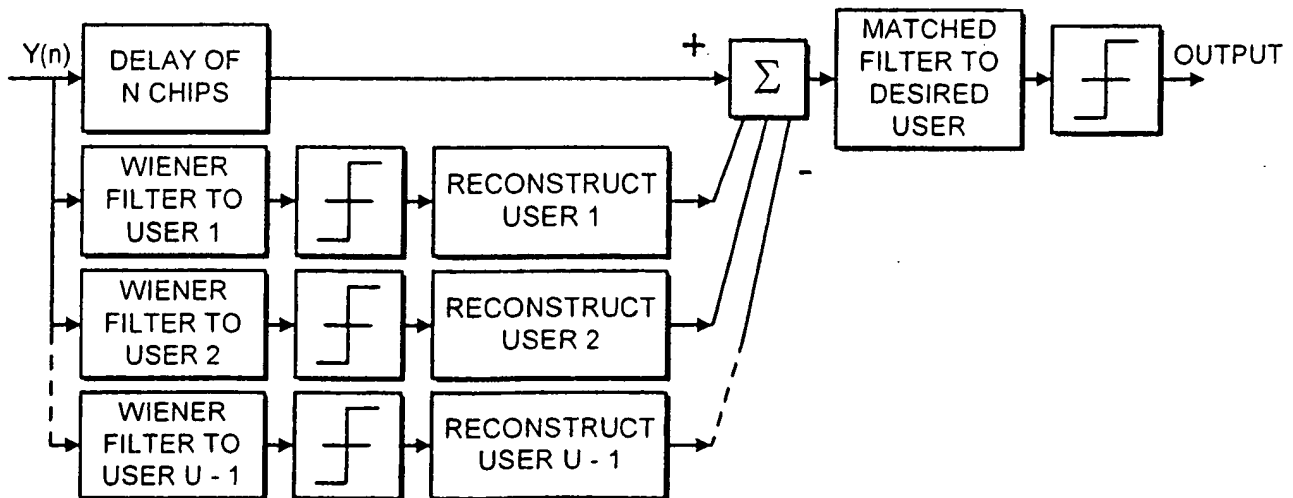 Y(n)
DELAY OF
N CHIPS
+
Σ
MATCHED
FILTER TO
DESIRED
USER
OUTPUT
-
WIENER
FILTER TO
USER 1
RECONSTRUCT
USER 1
WIENER
FILTER TO
USER 2
RECONSTRUCT
USER 2
WIENER
FILTER TO
USER U - 1
RECONSTRUCT
USER U - 1